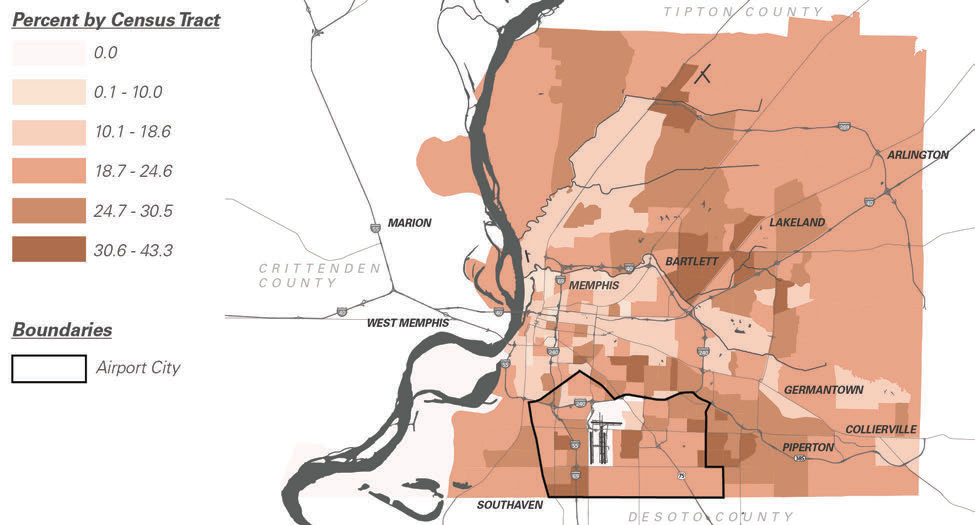 Percent by Census Tract
0.0
0.1 - 10.0
10.1 - 18.6
18.7 - 24.6
24.7 - 30.5
30.6 - 43.3
Boundaries
Airport City
TIPTON COUNTY
ARLINGTON
LAKELAND
MARION
BARTLETT
CRITTENDEN
COUNTY
MEMPHIS
WEST MEMPHIS
GERMANTOWN
COLLIERVILLE
PIPERTON
385
SOUTHAVEN
DESOTO COUNTY